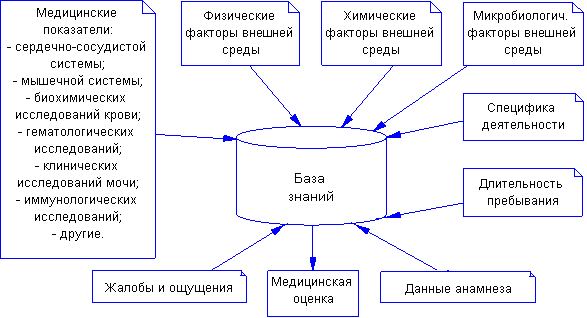 Медицинские
показатели:
- сердечно-сосудистой
системы;
- мышечной системы;
- биохимических
исследований крови;
- гематологических
исследований;
- клинических
исследований мочи;
- иммунологических
исследований;
- другие.
Физические
факторы внешней
среды
Химические
факторы внешней
среды
Микробиологич.
факторы внешней
среды
Специфика
деятельности
Длительность
пребывания
База
знаний
Жалобы и ощущения
Медицинская
оценка
Данные анамнеза